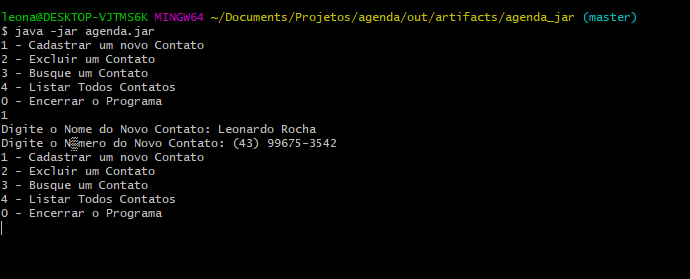 leona@DESKTOP-VJTMS6K MINGW64 ~/Documents/Projetos/agenda/out/artifacts/agenda_jar (master)
$ java -jar agenda.jar
1 - Cadastrar um novo Contato
2 - Excluir um Contato
3 - Busque um Contato
4 - Listar Todos Contatos
0 - Encerrar o Programa
1
Digite o Nome do Novo Contato: Leonardo Rocha
Digite o N▒mero do Novo Contato: (43) 99675-3542
1 - Cadastrar um novo Contato
2 - Excluir um Contato
3 - Busque um Contato
4 - Listar Todos Contatos
0 - Encerrar o Programa